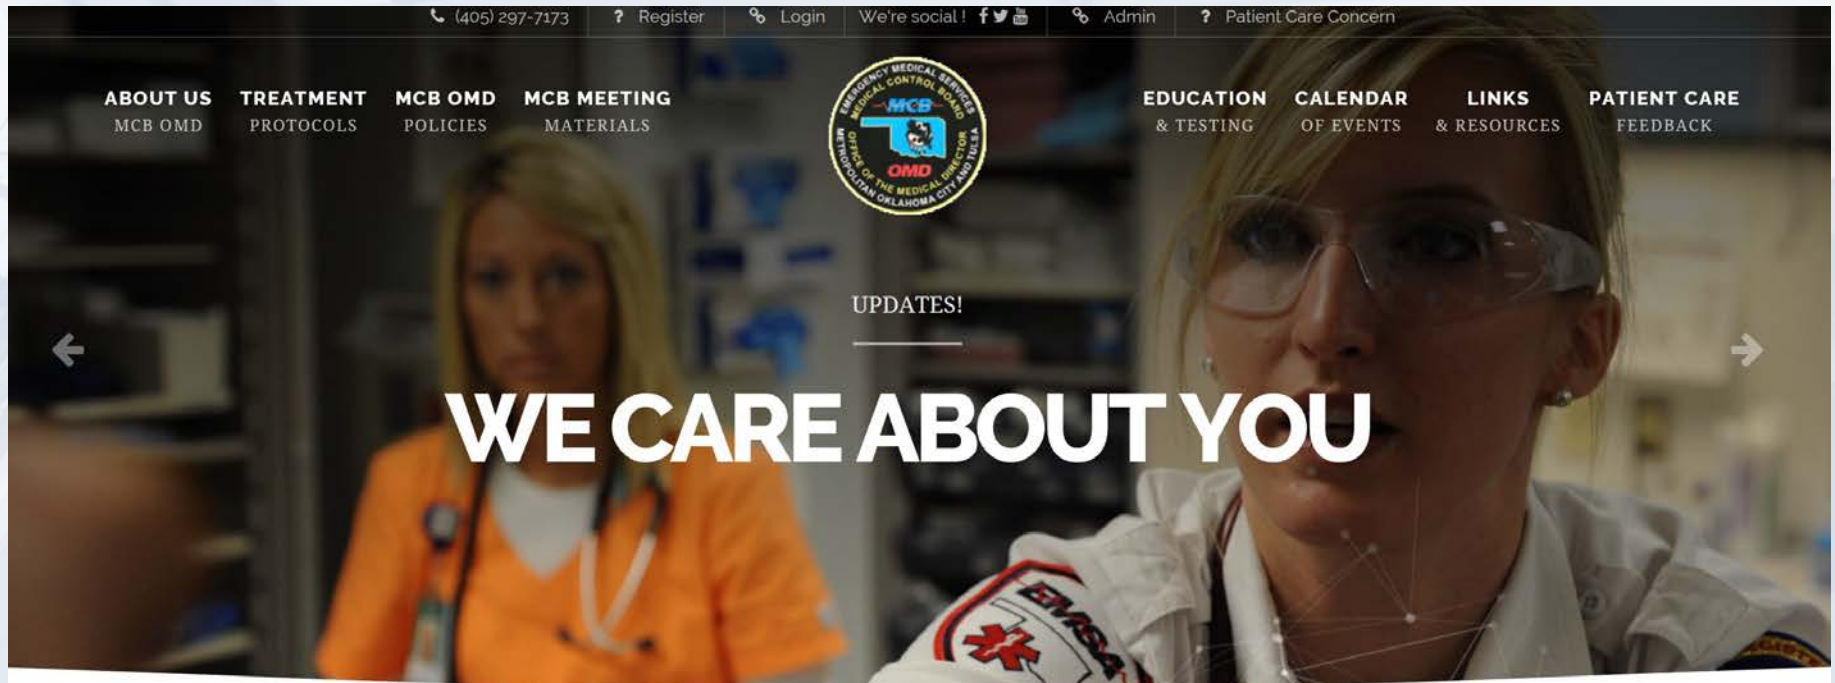 (405) 297-7173 ? Register Login We're social ! Admin ? Patient Care Concern
ABOUT US
MCB OMD
TREATMENT
PROTOCOLS
MCB OMD
POLICIES
MCB MEETING
MATERIALS
EMERGENCY MEDICAL SERVICES
MEDICAL CONTROL BOARD
MCB
OMD
OFFICE OF THE MEDICAL DIRECTOR
METROPOLITAN OKLAHOMA CITY AND TULSA
EDUCATION
& TESTING
CALENDAR
OF EVENTS
LINKS
& RESOURCES
PATIENT CARE
FEEDBACK
UPDATES!
WE CARE ABOUT YOU
EMSA